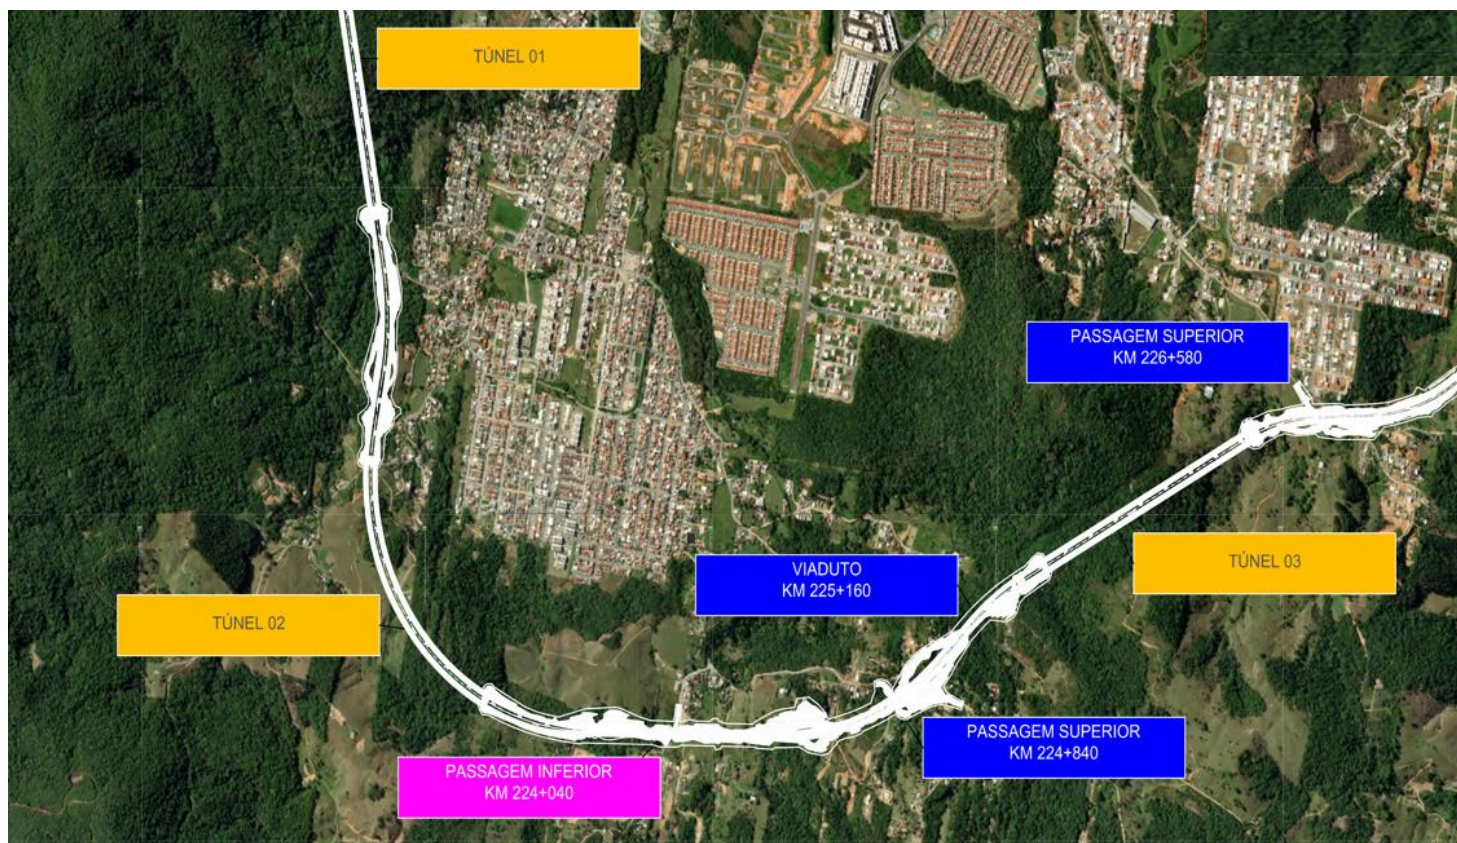 TÚNEL 01
PASSAGEM SUPERIOR
KM 226+580
VIADUTO
KM 225+160
TÚNEL 03
TÚNEL 02
PASSAGEM SUPERIOR
KM 224+840
PASSAGEM INFERIOR
KM 224+040